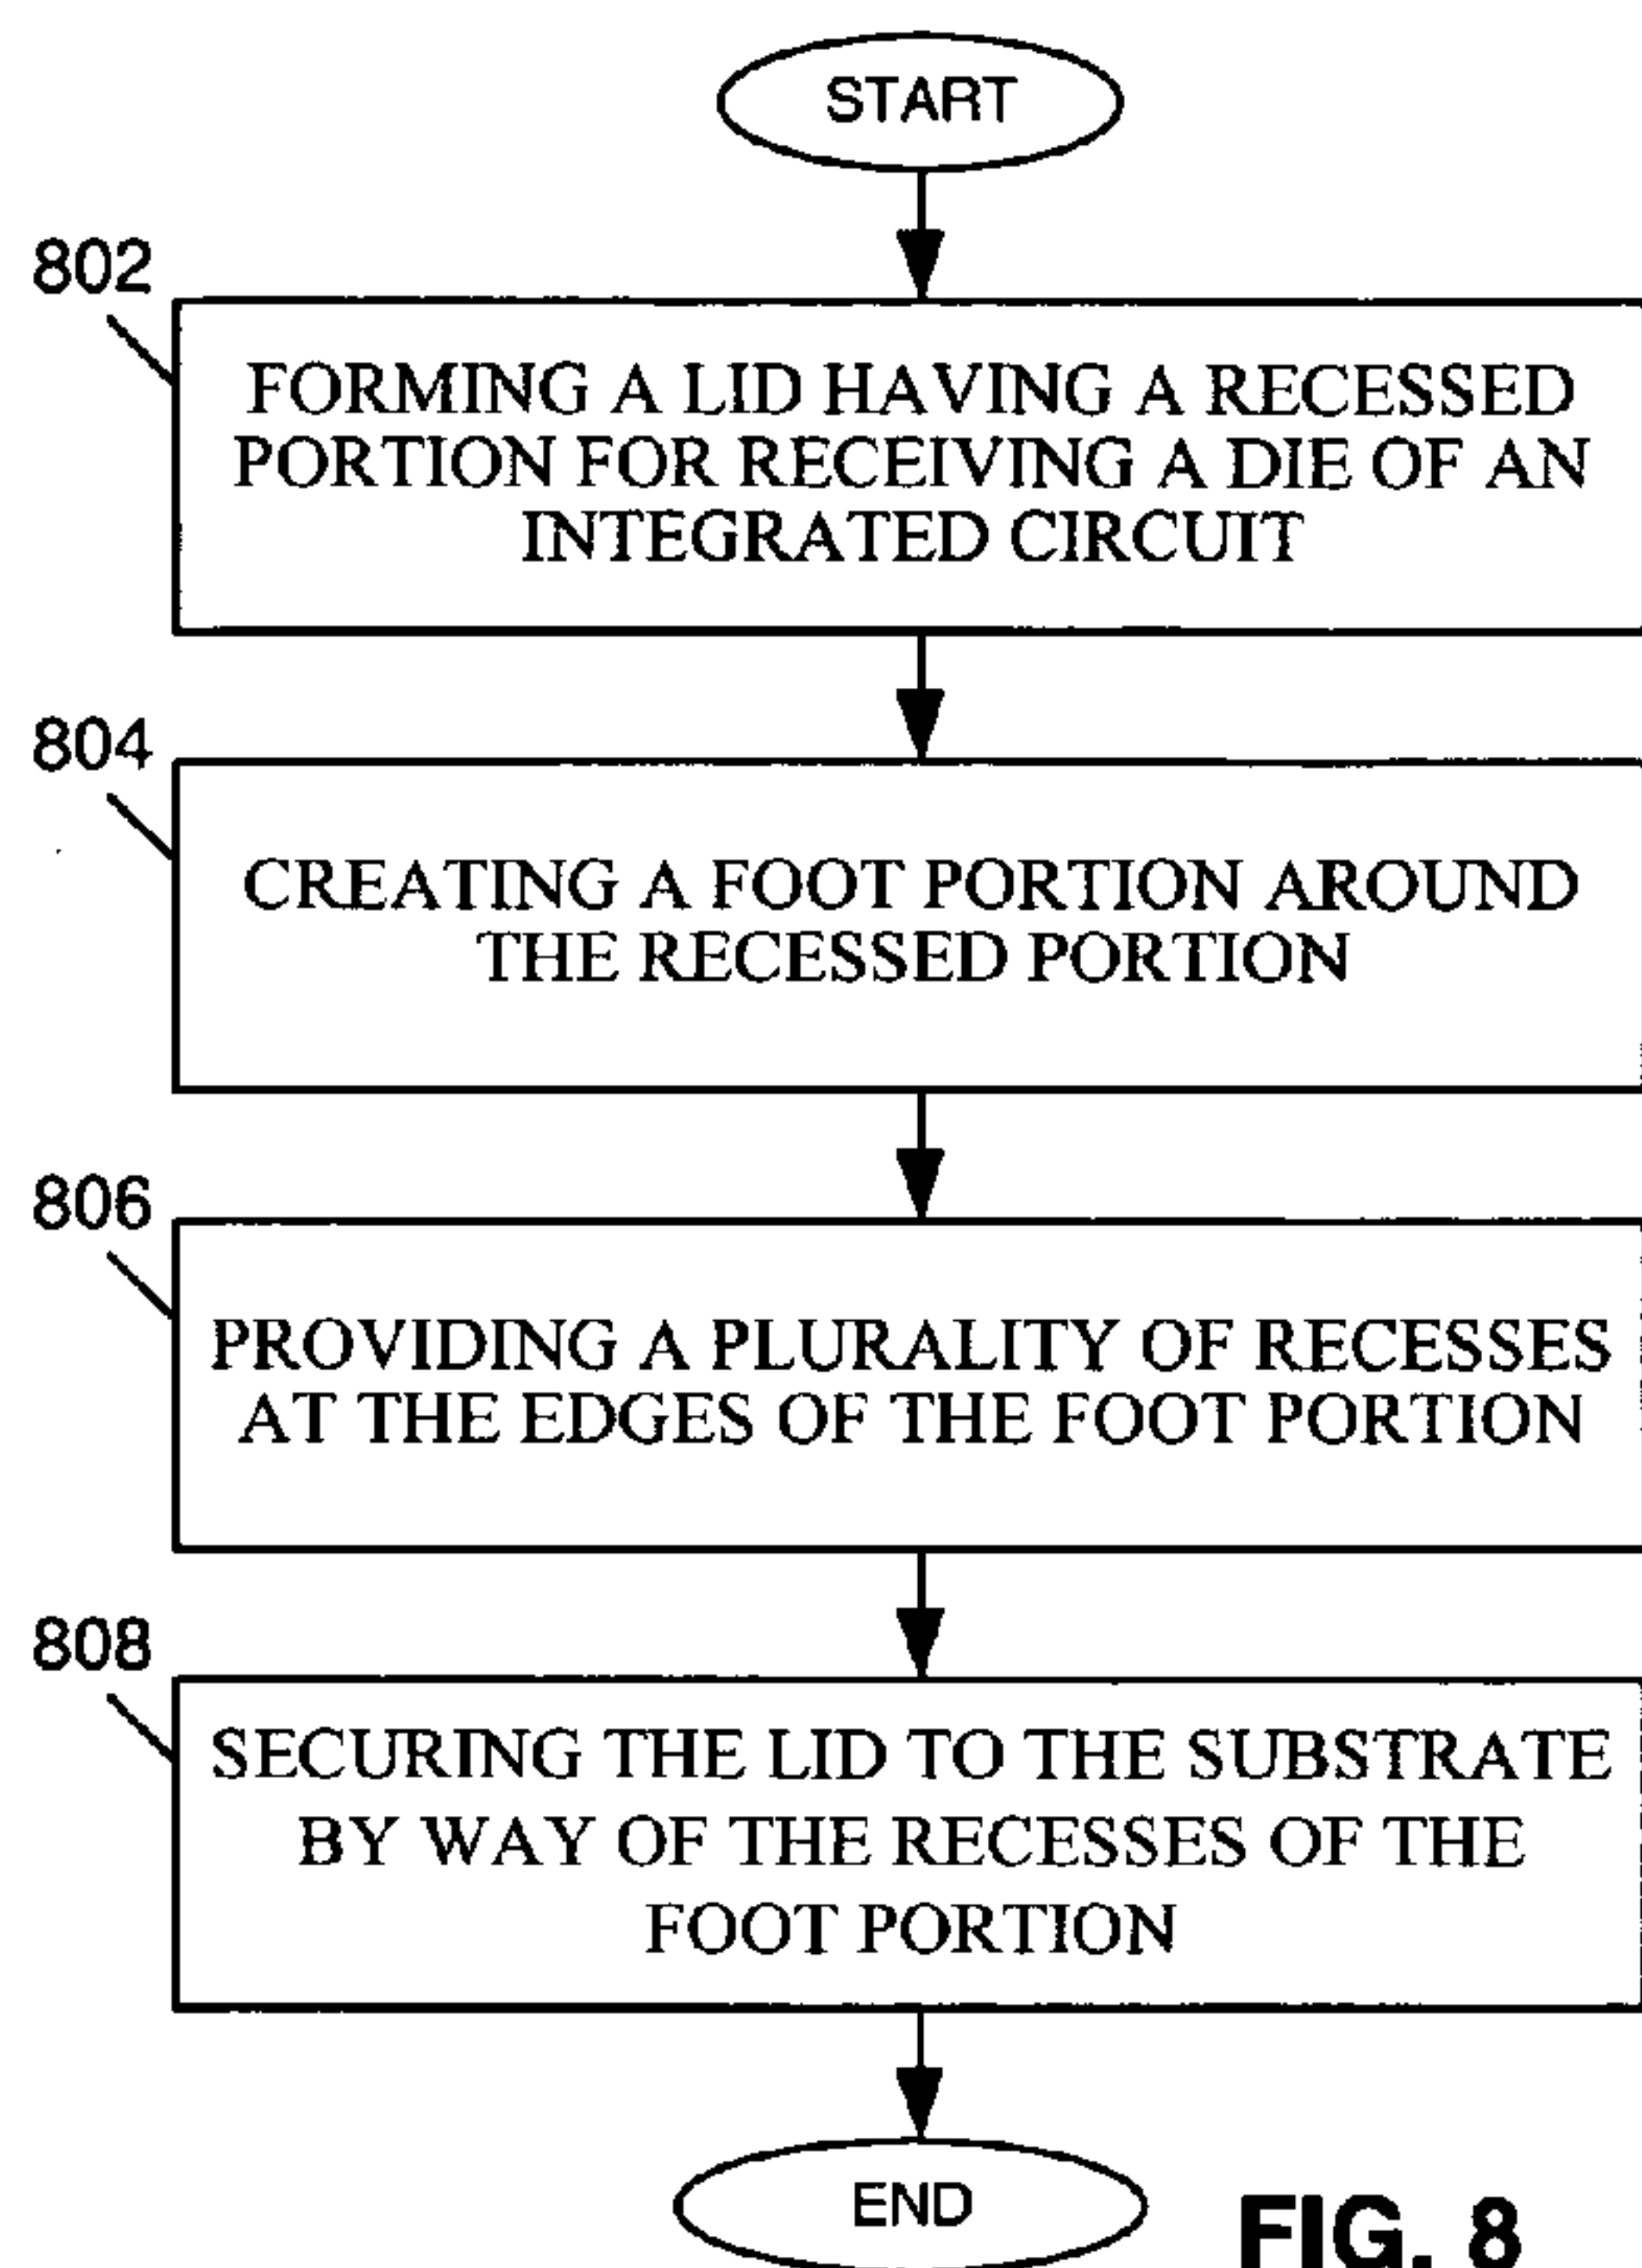 START
802
FORMING A LID HAVING A RECESSED
PORTION FOR RECEIVING A DIE OF AN
INTEGRATED CIRCUIT
804
CREATING A FOOT PORTION AROUND
THE RECESSED PORTION
806
PROVIDING A PLURALITY OF RECESSES
AT THE EDGES OF THE FOOT PORTION
808
SECURING THE LID TO THE SUBSTRATE
BY WAY OF THE RECESSES OF THE
FOOT PORTION
END
FIG. 8